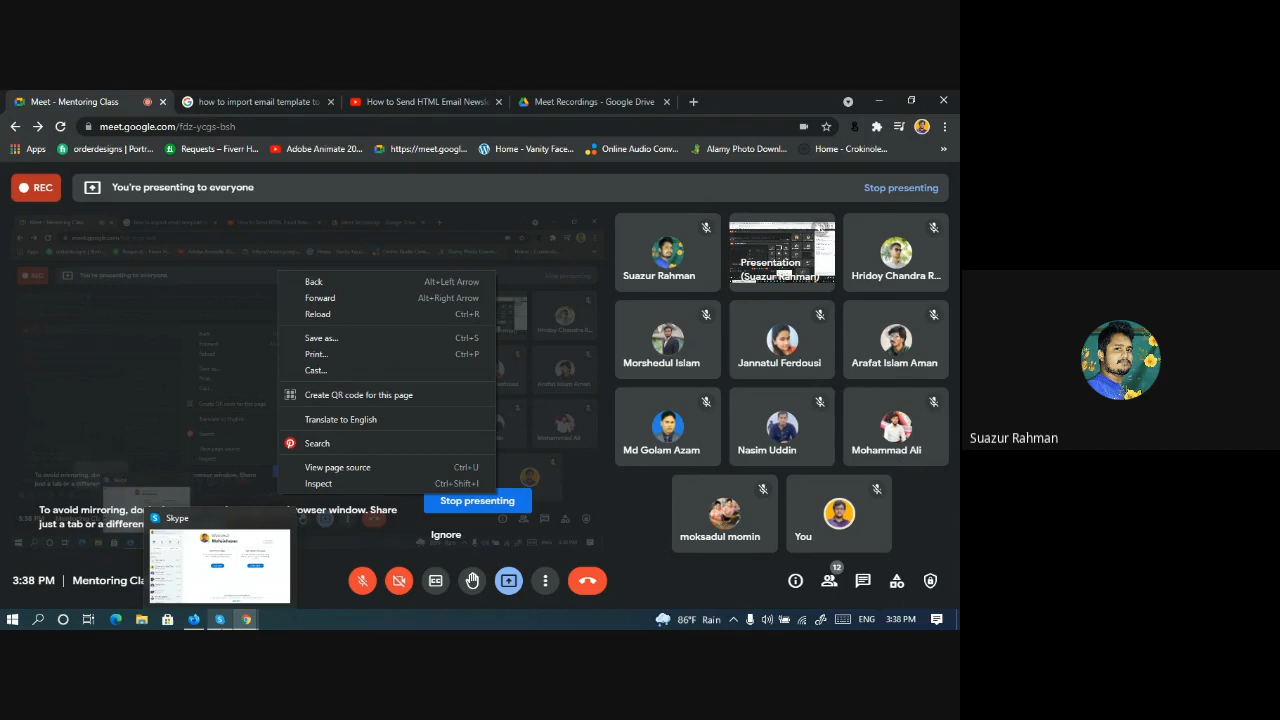 Meet - Mentoring Class
how to import email template to
How to Send HTML Email Newsl
Meet Recordings - Google Drive
meet.google.com/fdz-ycgs-bsh
Apps
orderdesigns | Portr...
Requests – Fiverr H...
Adobe Animate 20...
https://meet.googl...
Home - Vanity Face...
Online Audio Conv...
Alamy Photo Downl...
Home - Crokinole...
»
REC
You're presenting to everyone
Stop presenting
Suazur Rahman
Presentation
(Suazur Rahman)
Hridoy Chandra R...
Back Alt+Left Arrow
Forward Alt+Right Arrow
Reload Ctrl+R
Save as... Ctrl+S
Print... Ctrl+P
Cast...
Create QR code for this page
Translate to English
Search
View page source Ctrl+U
Inspect Ctrl+Shift+I
Morshedul Islam
Jannatul Ferdousi
Arafat Islam Aman
Md Golam Azam
Nasim Uddin
Mohammad Ali
mokaadul momin
You
Suazur Rahman
To avoid mirroring, do
rowser window. Share
just a tab or a differen
Stop presenting
Ignore
Skype
3:38 PM | Mentoring Cl
12
86°F Rain
ENG
3:38 PM